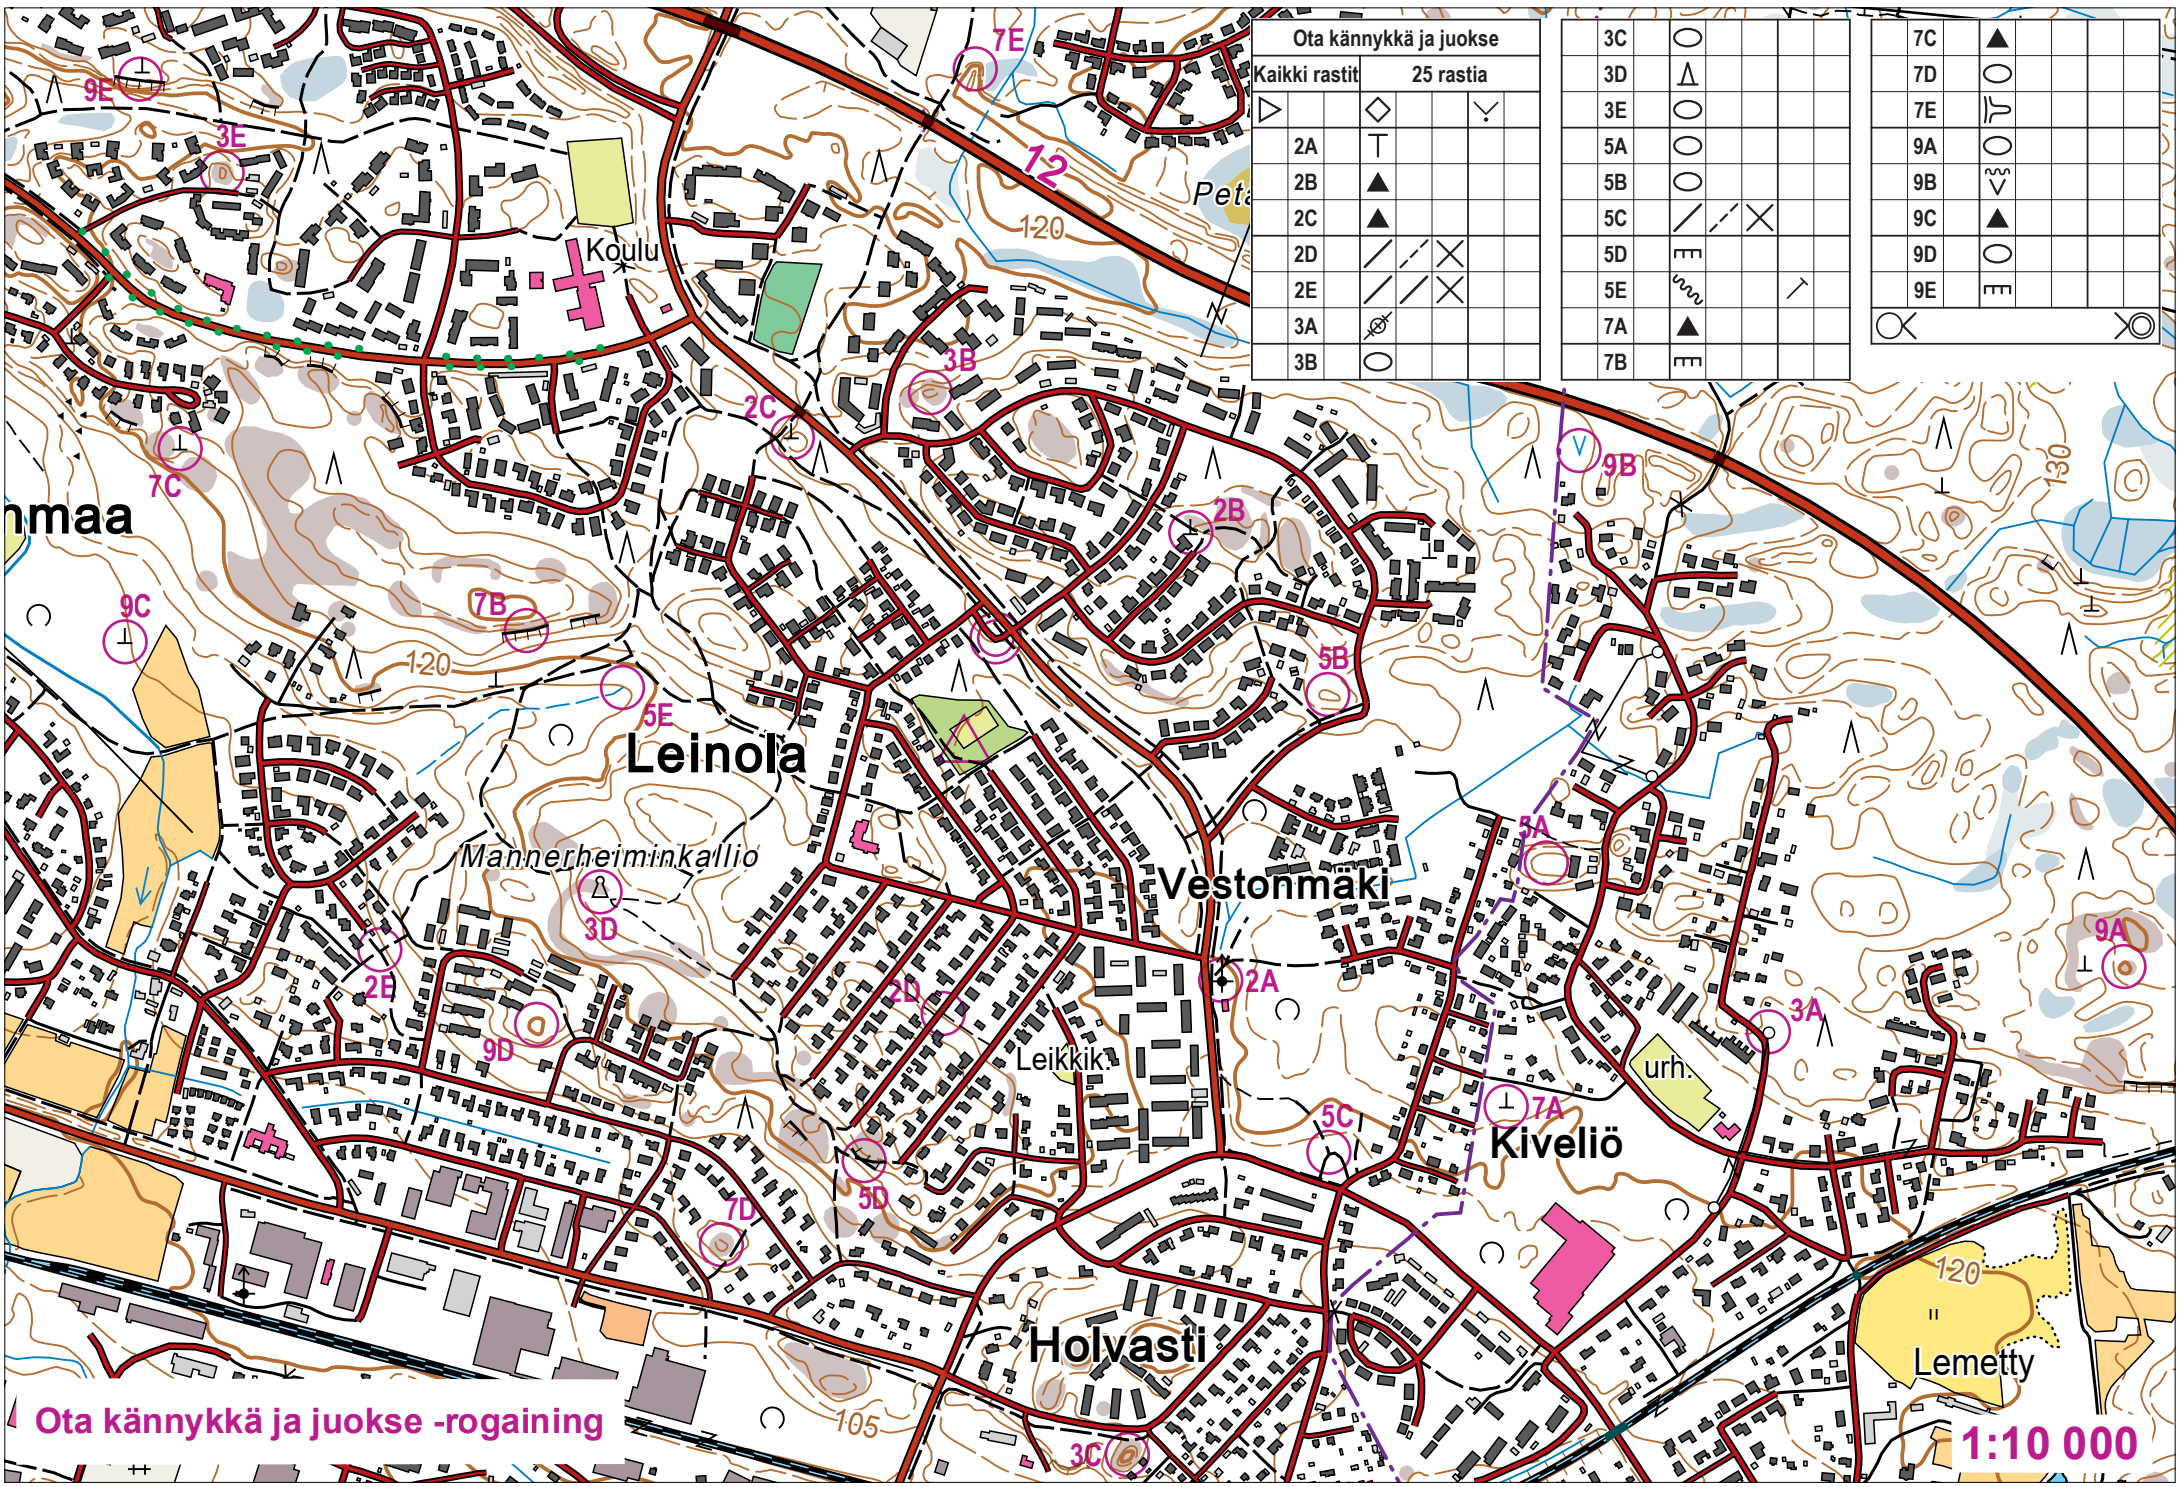 Ota kännykkä ja juokse
Kaikki rastit 25 rastia
2A
2B
2C
2D
2E
3A
3B
3C
3D
3E
5A
5B
5C
5D
5E
7A
7B
7C
7D
7E
9A
9B
9C
9D
9E
7E
9E
3E
12
Peta
120
Koulu
3B
2C
7C
nmaa
2B
9B
130
9C
7B
120
5B
5E
Leinola
5A
Mannerheiminkallio
Vestonmäki
3D
9A
2E
2D
2A
3A
9D
Leikkik.
urh.
5C
7A
Kiveliö
5D
7D
120
Holvasti
Lemetty
105
Ota kännykkä ja juokse -rogaining
3C
1:10 000